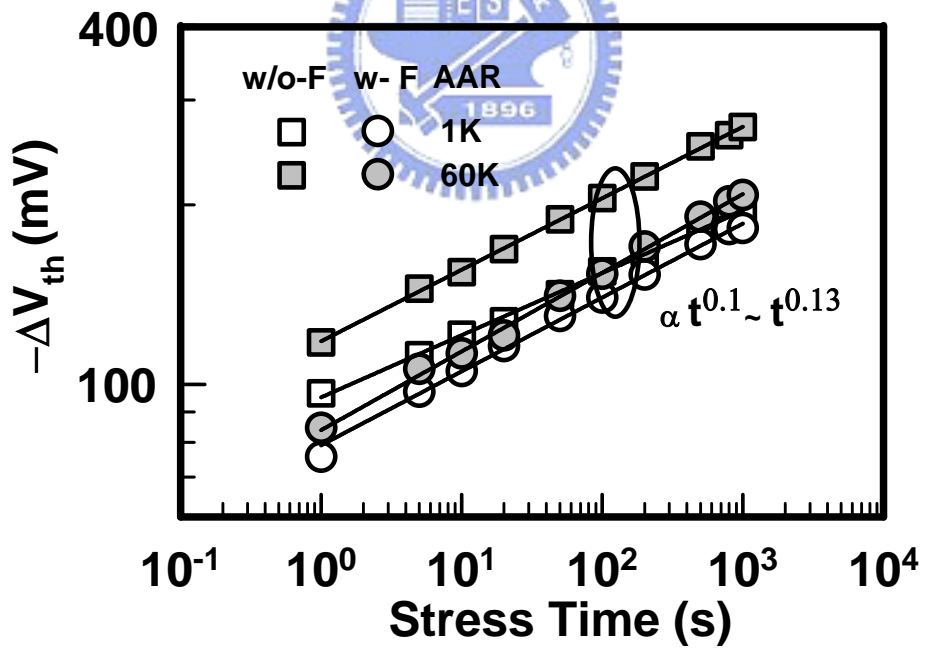 400
E S
w/o-F w- F AAR
1896
1K
60K
−ΔVth (mV)
α t0.1~ t0.13
100
10-1 100 101 102 103 104
Stress Time (s)